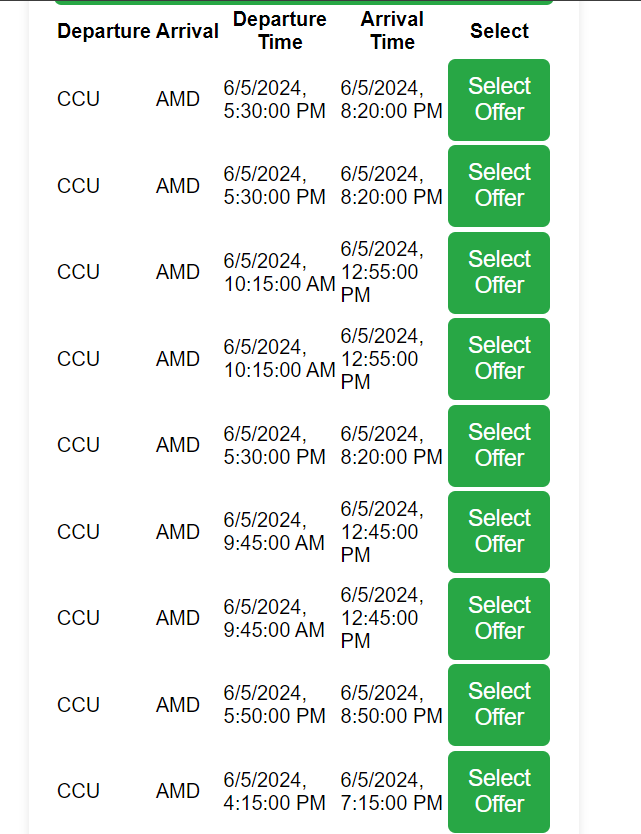 Departure Arrival Departure Time Arrival Time Select
CCU AMD 6/5/2024, 5:30:00 PM 6/5/2024, 8:20:00 PM Select Offer
CCU AMD 6/5/2024, 5:30:00 PM 6/5/2024, 8:20:00 PM Select Offer
CCU AMD 6/5/2024, 10:15:00 AM 6/5/2024, 12:55:00 PM Select Offer
CCU AMD 6/5/2024, 10:15:00 AM 6/5/2024, 12:55:00 PM Select Offer
CCU AMD 6/5/2024, 5:30:00 PM 6/5/2024, 8:20:00 PM Select Offer
CCU AMD 6/5/2024, 9:45:00 AM 6/5/2024, 12:45:00 PM Select Offer
CCU AMD 6/5/2024, 9:45:00 AM 6/5/2024, 12:45:00 PM Select Offer
CCU AMD 6/5/2024, 5:50:00 PM 6/5/2024, 8:50:00 PM Select Offer
CCU AMD 6/5/2024, 4:15:00 PM 6/5/2024, 7:15:00 PM Select Offer